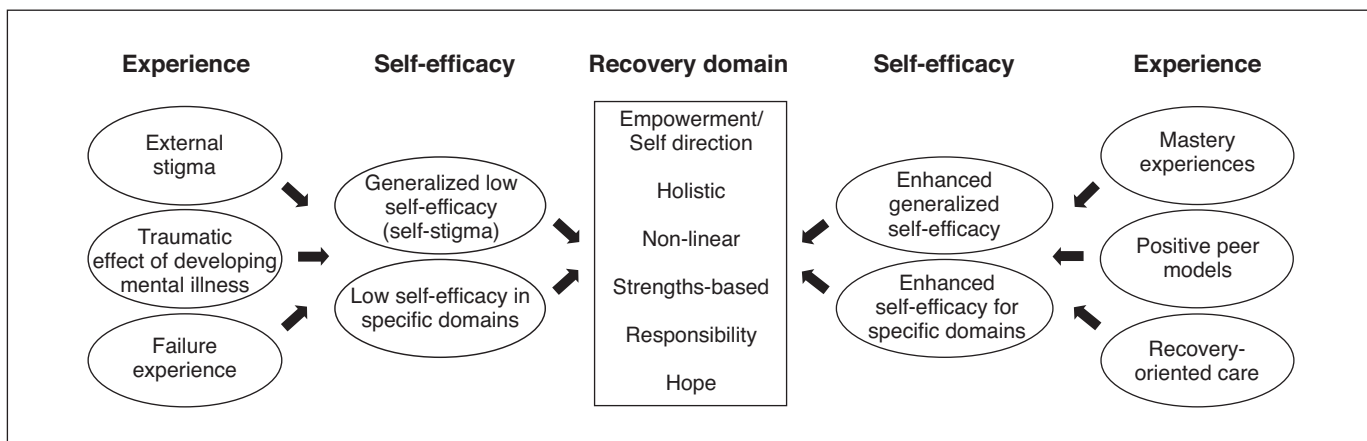 Experience
Self-efficacy
Recovery domain
Self-efficacy
Experience
External
stigma
Traumatic
effect of developing
mental illness
Failure
experience
Generalized low
self-efficacy
(self-stigma)
Low self-efficacy in
specific domains
Empowerment/
Self direction
Holistic
Non-linear
Strengths-based
Responsibility
Hope
Enhanced
generalized
self-efficacy
Enhanced
self-efficacy for
specific domains
Mastery
experiences
Positive peer
models
Recovery-
oriented care